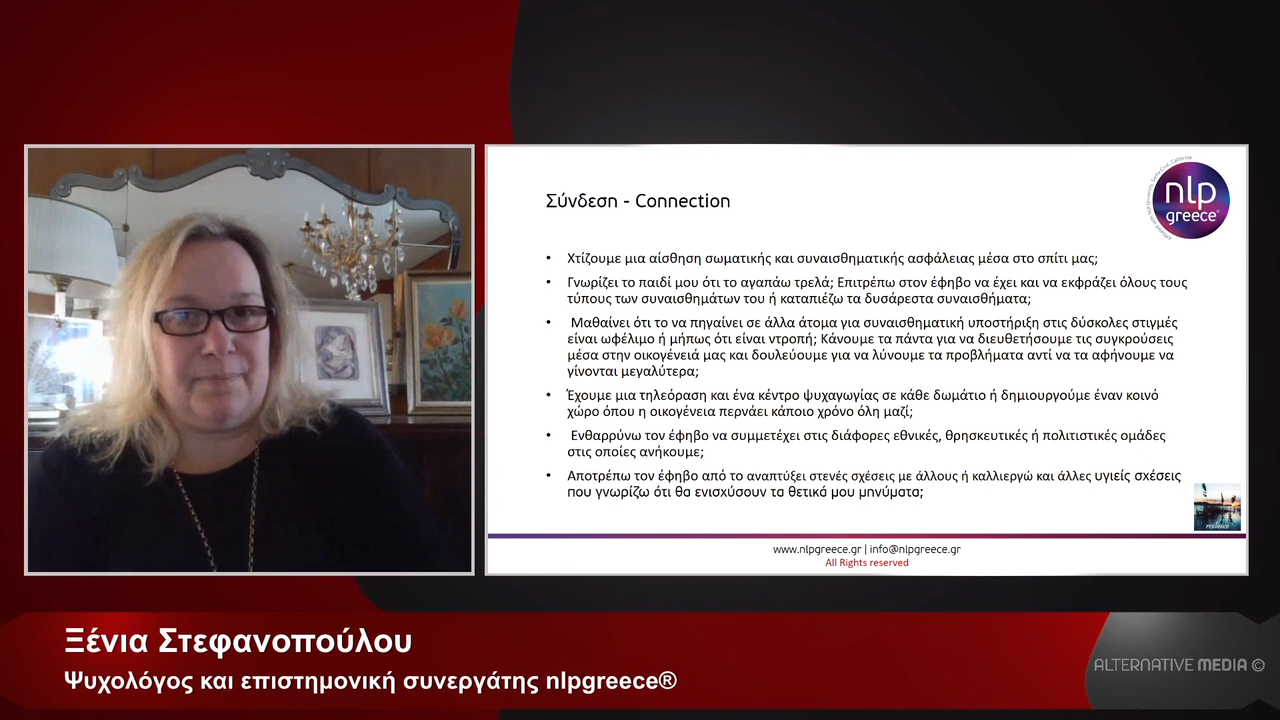 Σύνδεση - Connection
nlp
greece®
• Χτίζουμε μια αίσθηση σωματικής και συναισθηματικής ασφάλειας μέσα στο σπίτι μας;
• Γνωρίζει το παιδί μου ότι το αγαπάω τρελά; Επιτρέπω στον έφηβο να έχει και να εκφράζει όλους τους
τύπους των συναισθημάτων του ή καταπιέζω τα δυσάρεστα συναισθήματα;
• Μαθαίνει ότι το να πηγαίνει σε άλλα άτομα για συναισθηματική υποστήριξη στις δύσκολες στιγμές
είναι ωφέλιμο ή μήπως ότι είναι ντροπή; Κάνουμε τα πάντα για να διευθετήσουμε τις συγκρούσεις
μέσα στην οικογένειά μας και δουλεύουμε για να λύνουμε τα προβλήματα αντί να τα αφήνουμε να
γίνονται μεγαλύτερα;
• Έχουμε μια τηλεόραση και ένα κέντρο ψυχαγωγίας σε κάθε δωμάτιο ή δημιουργούμε έναν κοινό
χώρο όπου η οικογένεια περνάει κάποιο χρόνο όλη μαζί;
• Ενθαρρύνω τον έφηβο να συμμετέχει στις διάφορες εθνικές, θρησκευτικές ή πολιτιστικές ομάδες
στις οποίες ανήκουμε;
• Αποτρέπω τον έφηβο από το αναπτύξει στενές σχέσεις με άλλους ή καλλιεργώ και άλλες υγιείς σχέσεις
που γνωρίζω ότι θα ενισχύσουν τα θετικά μου μηνύματα;
resilience
www.nlpgreece.gr | info@nlpgreece.gr
All Rights reserved
Ξένια Στεφανοπούλου
Ψυχολόγος και επιστημονική συνεργάτης nlpgreece®
ALTERNATIVE MEDIA ©